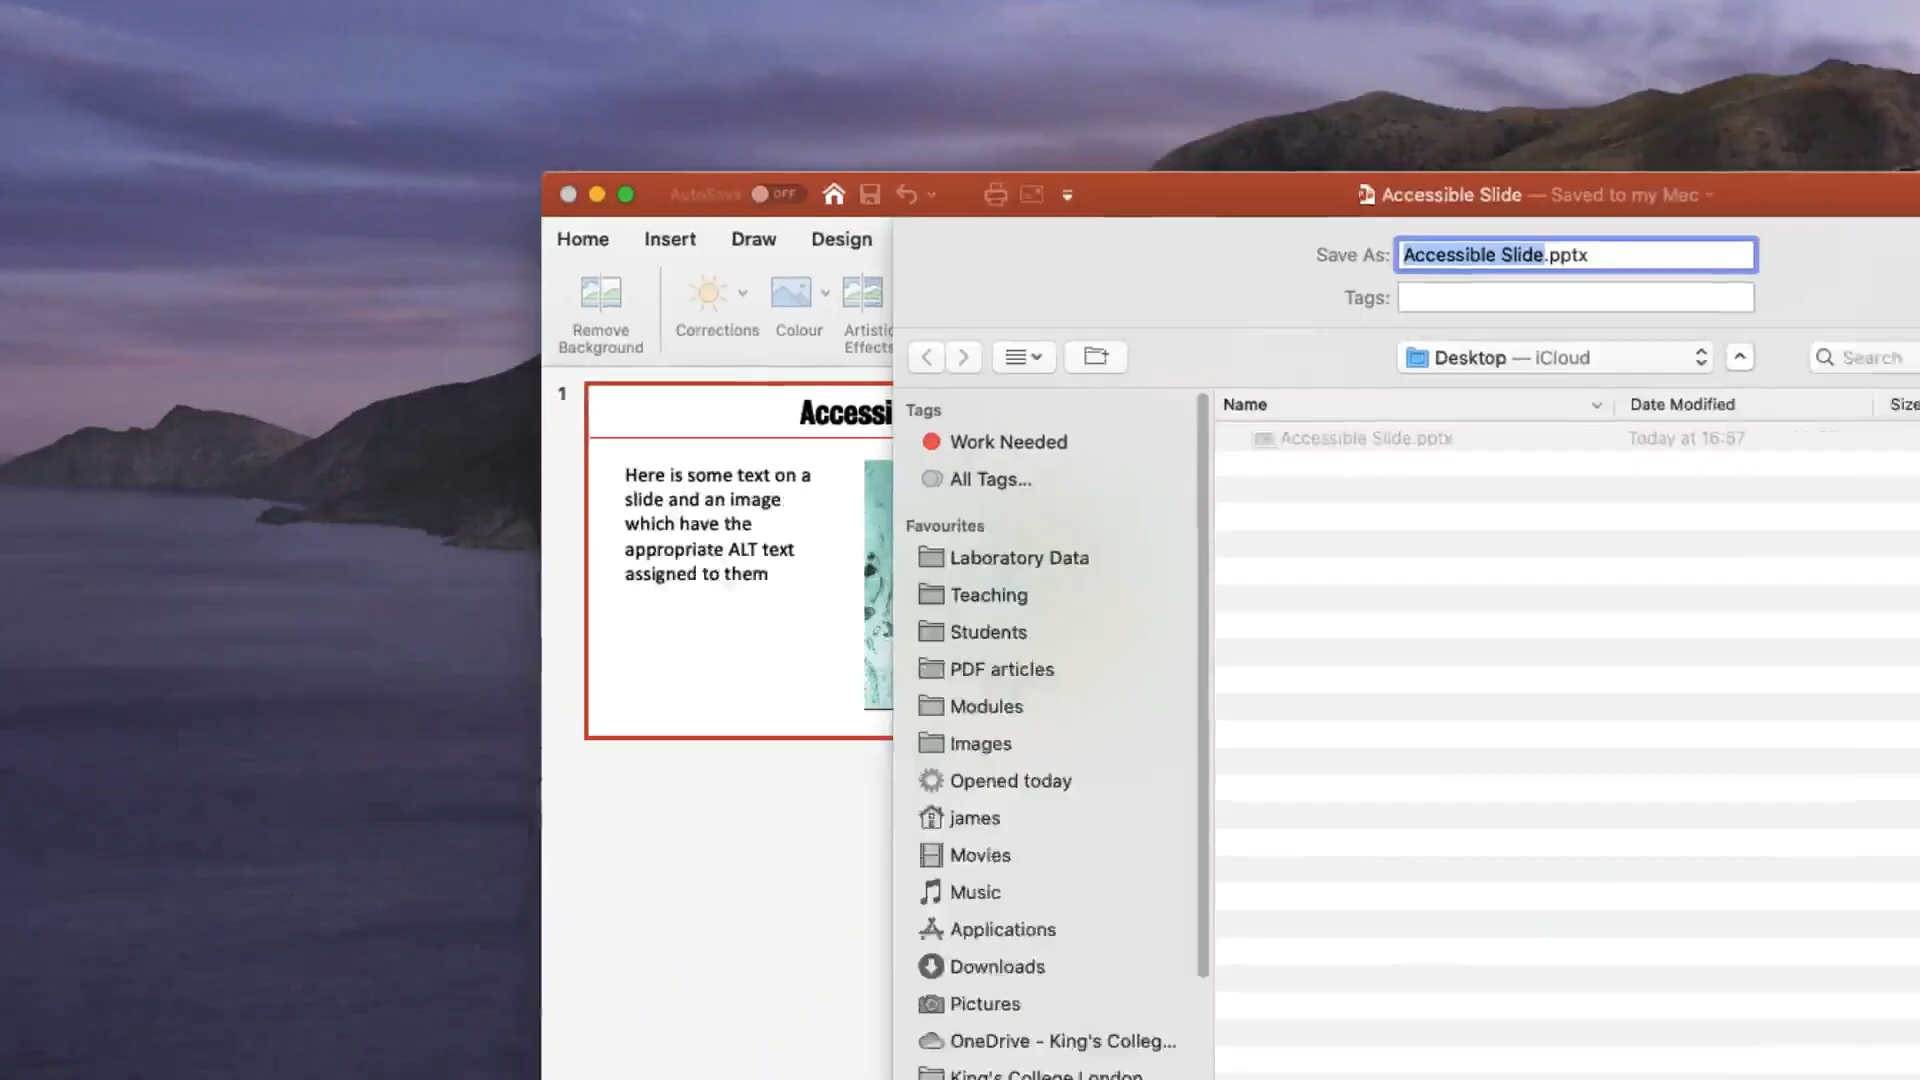 AutoSave OFF
Accessible Slide — Saved to my Mac
Home Insert Draw Design
Save As: Accessible Slide.pptx
Tags:
Remove Background
Corrections
Colour
Artistic Effects
Desktop — iCloud
Search
1
Accessi
Here is some text on a
slide and an image
which have the
appropriate ALT text
assigned to them
Tags
Work Needed
All Tags...
Favourites
Laboratory Data
Teaching
Students
PDF articles
Modules
Images
Opened today
james
Movies
Music
Applications
Downloads
Pictures
OneDrive - King's Colleg...
King's College London
Name Date Modified Size
Accessible Slide.pptx Today at 16:57